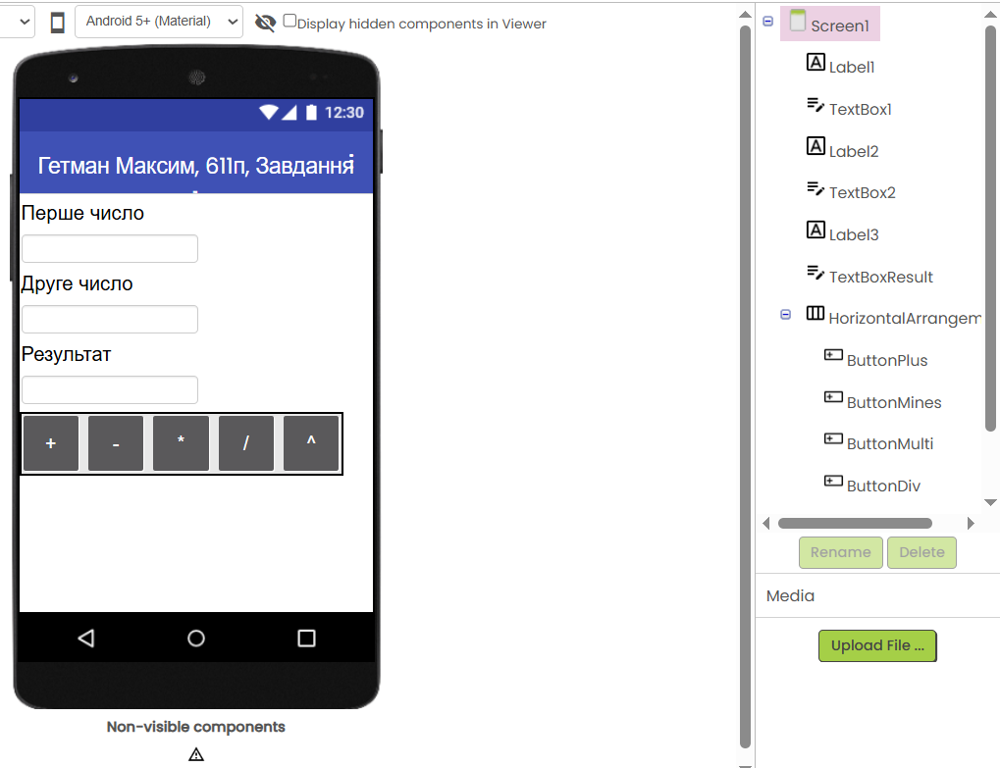 Android 5+ (Material)
Display hidden components in Viewer
12:30
Гетман Максим, 611п, Завдання
Перше число
Друге число
Результат
+ - * / ^
Non-visible components
Screen1
Label1
TextBox1
Label2
TextBox2
Label3
TextBoxResult
HorizontalArrangem
ButtonPlus
ButtonMines
ButtonMulti
ButtonDiv
Rename Delete
Media
Upload File ...